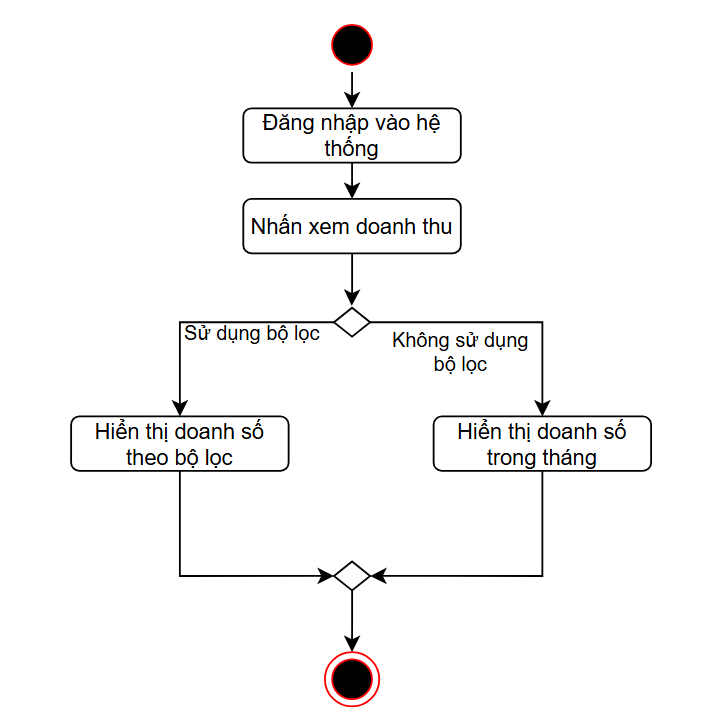 Đăng nhập vào hệ
thống
Nhấn xem doanh thu
Sử dụng bộ lọc
Không sử dụng
bộ lọc
Hiển thị doanh số
theo bộ lọc
Hiển thị doanh số
trong tháng